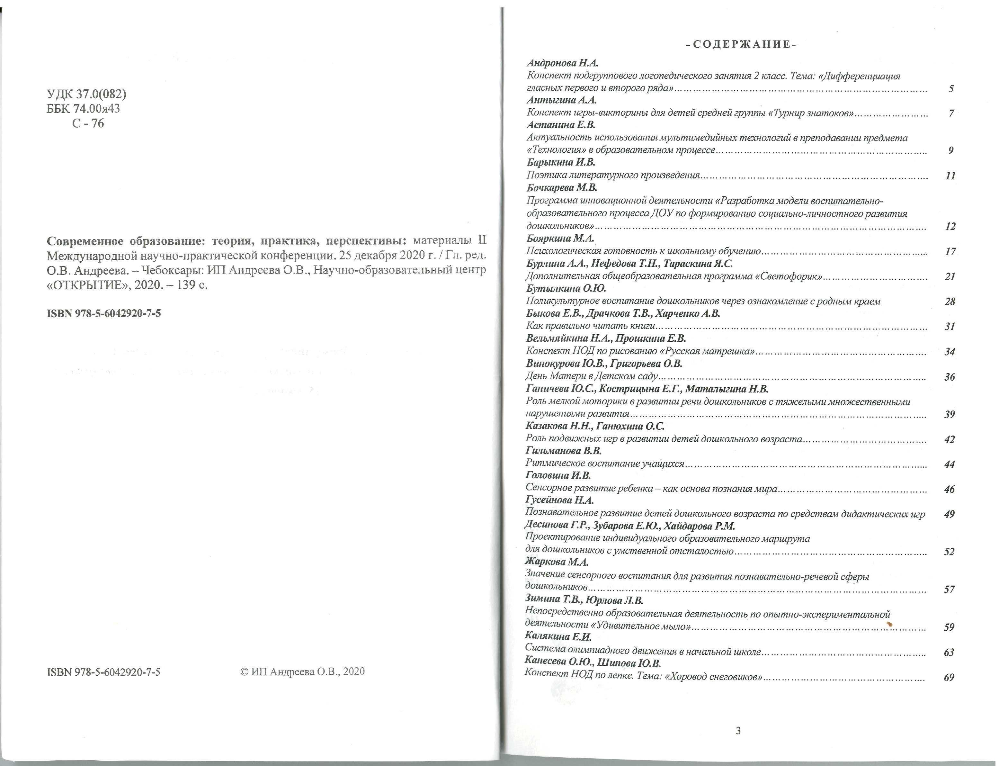 УДК 37.0(082)
ББК 74.00я43
С - 76
Современное образование: теория, практика, перспективы: материалы II
Международной научно-практической конференции. 25 декабря 2020 г. / Гл. ред.
О.В. Андреева. – Чебоксары: ИП Андреева О.В., Научно-образовательный центр
«ОТКРЫТИЕ», 2020. – 139 с.
ISBN 978-5-6042920-7-5
ISBN 978-5-6042920-7-5 © ИП Андреева О.В., 2020
- С О Д Е Р Ж А Н И Е -
Андронова Н.А.
Конспект подгруппового логопедического занятия 2 класс. Тема: «Дифференциация
гласных первого и второго ряда»…………………………………………………… 5
Антыгина А.А.
Конспект игры-викторины для детей средней группы «Турнир знатоков»…………………… 7
Астанина Е.В.
Актуальность использования мультимедийных технологий в преподавании предмета
«Технология» в образовательном процессе…………………………………………… 9
Барыкина И.В.
Поэтика литературного произведения……………………………………………… 11
Бочкарева М.В.
Программа инновационной деятельности «Разработка модели воспитательно-
образовательного процесса ДОУ по формированию социально-личностного развития
дошкольников»…………………………………………………………………… 12
Бояркина М.А.
Психологическая готовность к школьному обучению………………………………… 17
Бурлина А.А., Нефедова Т.Н., Тараскина Я.С.
Дополнительная общеобразовательная программа «Светофорик»…………………………… 21
Бутылкина О.Ю.
Поликультурное воспитание дошкольников через ознакомление с родным краем 28
Быкова Е.В., Драчкова Т.В., Харченко А.В.
Как правильно читать книги……………………………………………………… 31
Вельмяйкина Н.А., Прошкина Е.В.
Конспект НОД по рисованию «Русская матрешка»…………………………………… 34
Винокурова Ю.В., Григорьева О.В.
День Матери в Детском саду……………………………………………………… 36
Ганичева Ю.С., Кострицына Е.Г., Маталыгина Н.В.
Роль мелкой моторики в развитии речи дошкольников с тяжелыми множественными
нарушениями развития…………………………………………………………… 39
Казакова Н.Н., Ганюхина О.С.
Роль подвижных игр в развитии детей дошкольного возраста………………………… 42
Гильманова В.В.
Ритмическое воспитание учащихся………………………………………………… 44
Головина И.В.
Сенсорное развитие ребенка – как основа познания мира……………………………… 46
Гусейнова Н.А.
Познавательное развитие детей дошкольного возраста по средствам дидактических игр 49
Десинова Г.Р., Зубарова Е.Ю., Хайдарова Р.М.
Проектирование индивидуального образовательного маршрута
для дошкольников с умственной отсталостью……………………………………… 52
Жаркова М.А.
Значение сенсорного воспитания для развития познавательно-речевой сферы
дошкольников……………………………………………………………………… 57
Зимина Т.В., Юрлова Л.В.
Непосредственно образовательная деятельность по опытно-экспериментальной
деятельности «Удивительное мыло»………………………………………………… 59
Калякина Е.И.
Система олимпиадного движения в начальной школе………………………………… 63
Канесева О.Ю., Шипова Ю.В.
Конспект НОД по лепке. Тема: «Хоровод снеговиков»………………………………… 69
3